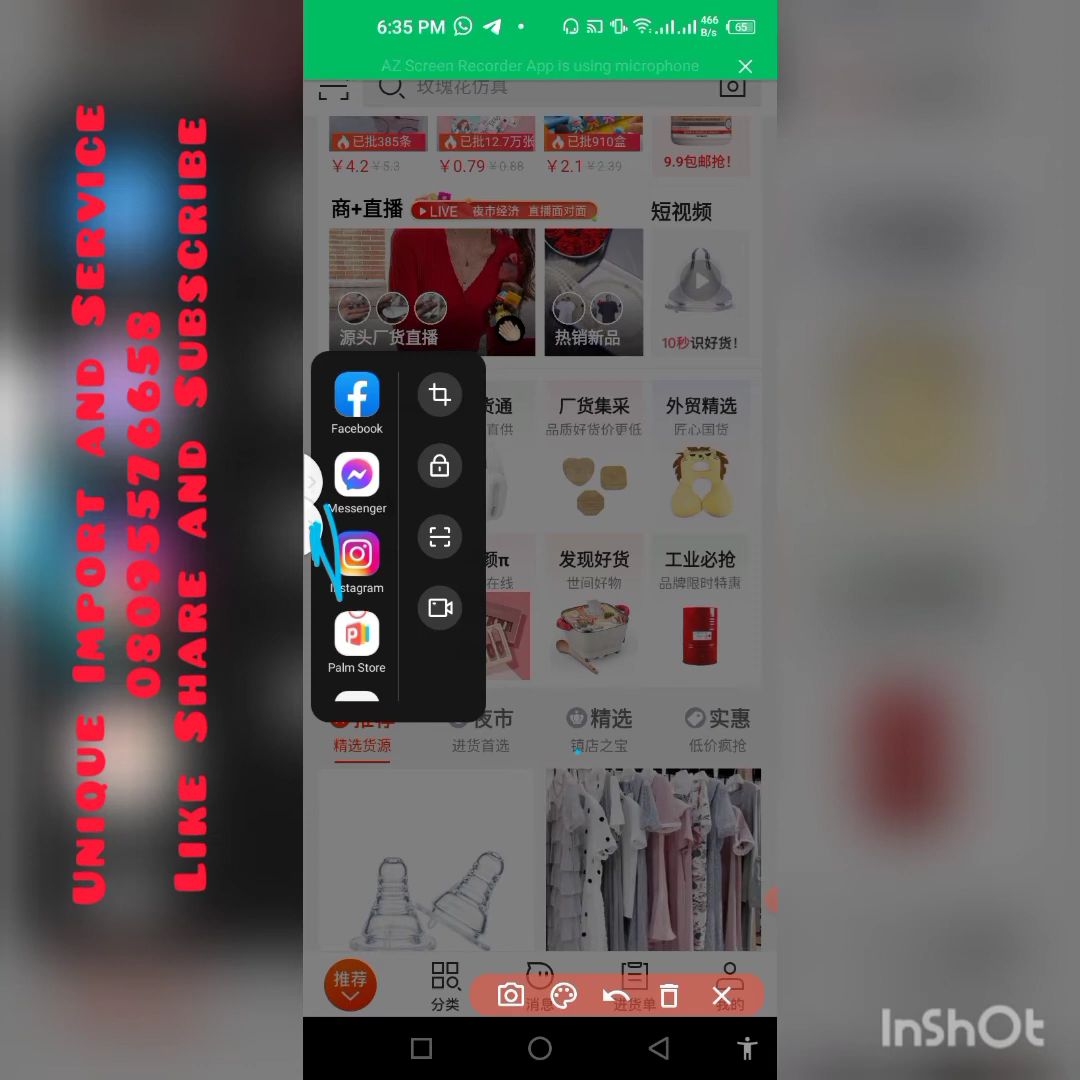 UNIQUE IMPORT AND SERVICE
08095576658
LIKE SHARE AND SUBSCRIBE
6:35 PM
466
B/s
65
AZ Screen Recorder App is using microphone
玫瑰花仿真
已批385条
已批12.7万张
已批910盒
￥4.2 ￥5.3
￥0.79 ￥0.88
￥2.1 ￥2.39
9.9包邮抢!
商+直播
LIVE 夜市经济 直播面对面
短视频
源头厂货直播
热销新品
10秒识好货!
Facebook
Messenger
Instagram
Palm Store
货通
直供
厂货集采
品质好货价更低
外贸精选
匠心国货
颜π
在线
发现好货
世间好物
工业必抢
品牌限时特惠
推荐
精选货源
夜市
进货首选
精选
镇店之宝
实惠
低价疯抢
推荐
分类
消息
进货单
我的
InShOt